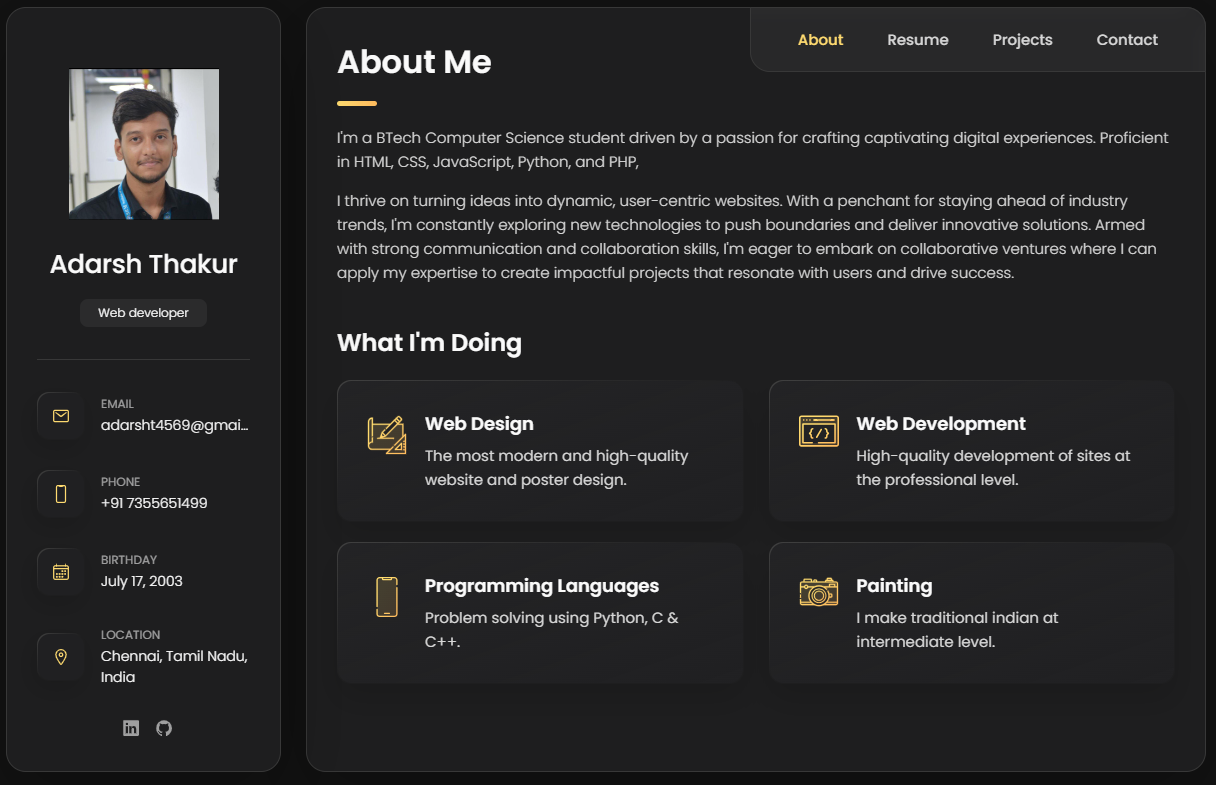 Adarsh Thakur
Web developer
EMAIL
adarsht4569@gmai...
PHONE
+91 7355651499
BIRTHDAY
July 17, 2003
LOCATION
Chennai, Tamil Nadu,
India
About
Resume
Projects
Contact
About Me
I'm a BTech Computer Science student driven by a passion for crafting captivating digital experiences. Proficient
in HTML, CSS, JavaScript, Python, and PHP,
I thrive on turning ideas into dynamic, user-centric websites. With a penchant for staying ahead of industry
trends, I'm constantly exploring new technologies to push boundaries and deliver innovative solutions. Armed
with strong communication and collaboration skills, I'm eager to embark on collaborative ventures where I can
apply my expertise to create impactful projects that resonate with users and drive success.
What I'm Doing
Web Design
The most modern and high-quality
website and poster design.
Web Development
High-quality development of sites at
the professional level.
Programming Languages
Problem solving using Python, C &
C++.
Painting
I make traditional indian at
intermediate level.